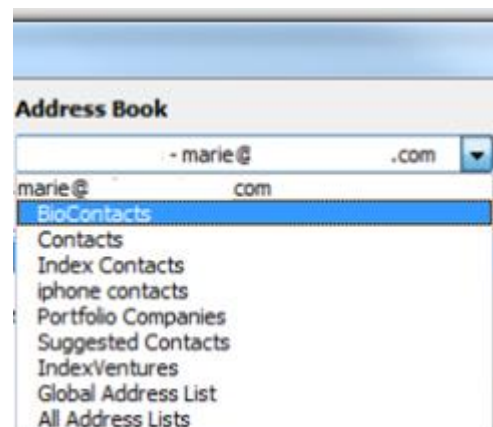 Address Book
- marie@ .com
marie@ com
BioContacts
Contacts
Index Contacts
iphone contacts
Portfolio Companies
Suggested Contacts
IndexVentures
Global Address List
All Address Lists